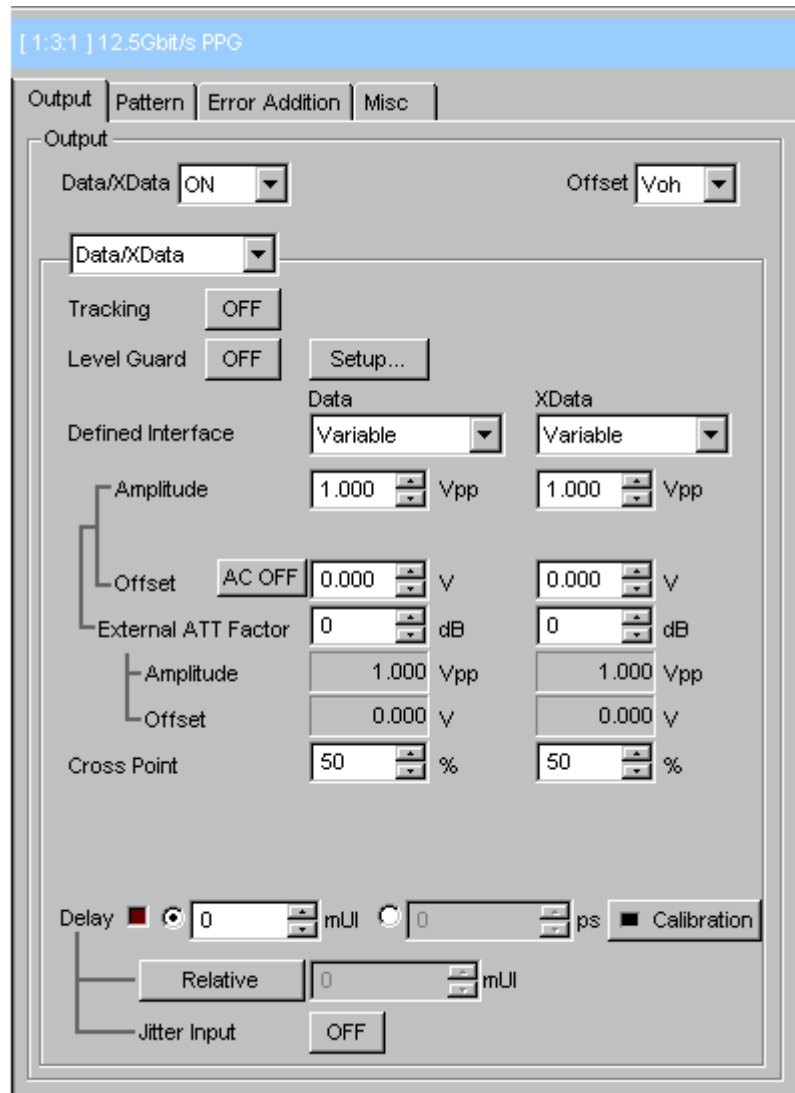 [ 1:3:1 ] 12.5Gbit/s PPG
Output Pattern Error Addition Misc
Output
Data/XData ON Offset Voh
Data/XData
Tracking OFF
Level Guard OFF Setup...
Data XData
Defined Interface Variable Variable
Amplitude 1.000 Vpp 1.000 Vpp
Offset AC OFF 0.000 V 0.000 V
External ATT Factor 0 dB 0 dB
Amplitude 1.000 Vpp 1.000 Vpp
Offset 0.000 V 0.000 V
Cross Point 50 % 50 %
Delay 0 mUI 0 ps Calibration
Relative 0 mUI
Jitter Input OFF